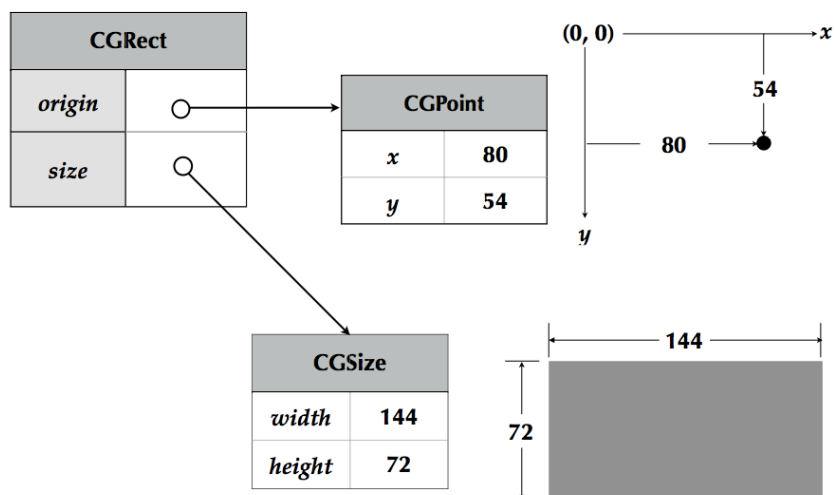 CGRect
origin
size
CGPoint
x 80
y 54
(0, 0) x
54
80
y
CGSize
width 144
height 72
144
72